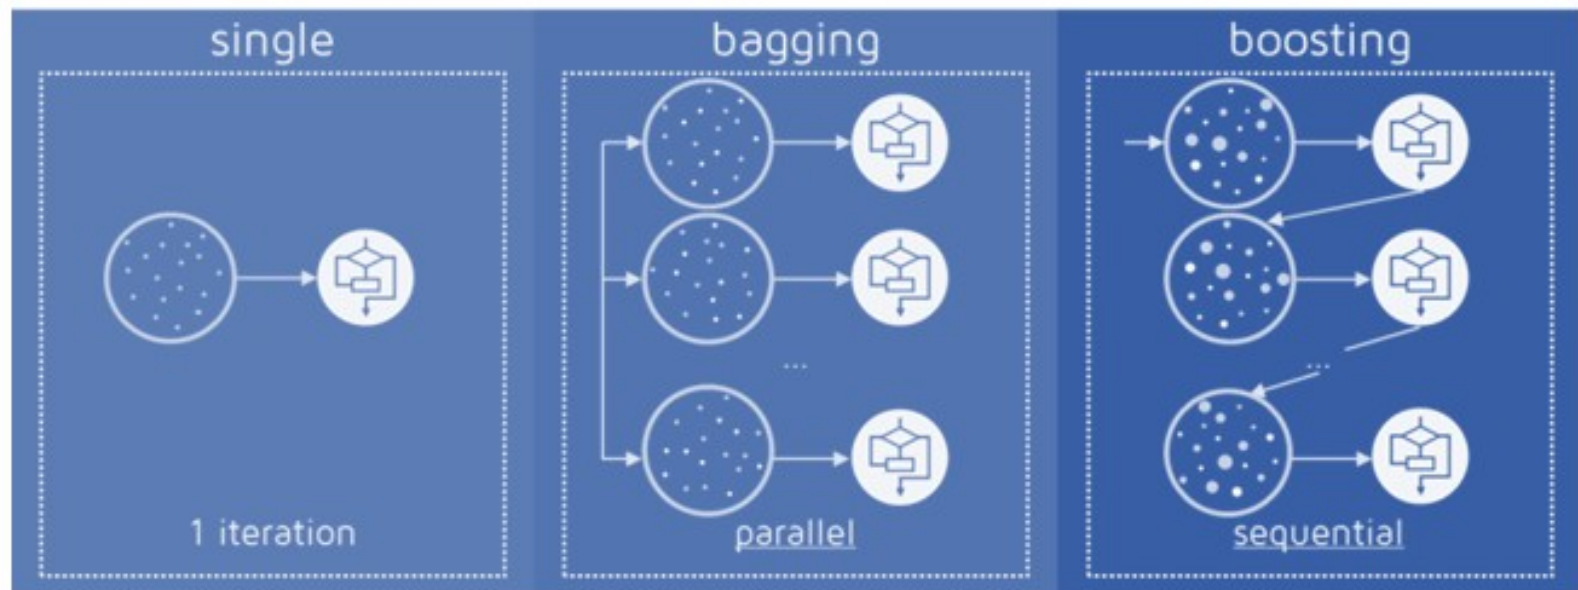 single
1 iteration
bagging
...
parallel
boosting
...
sequential